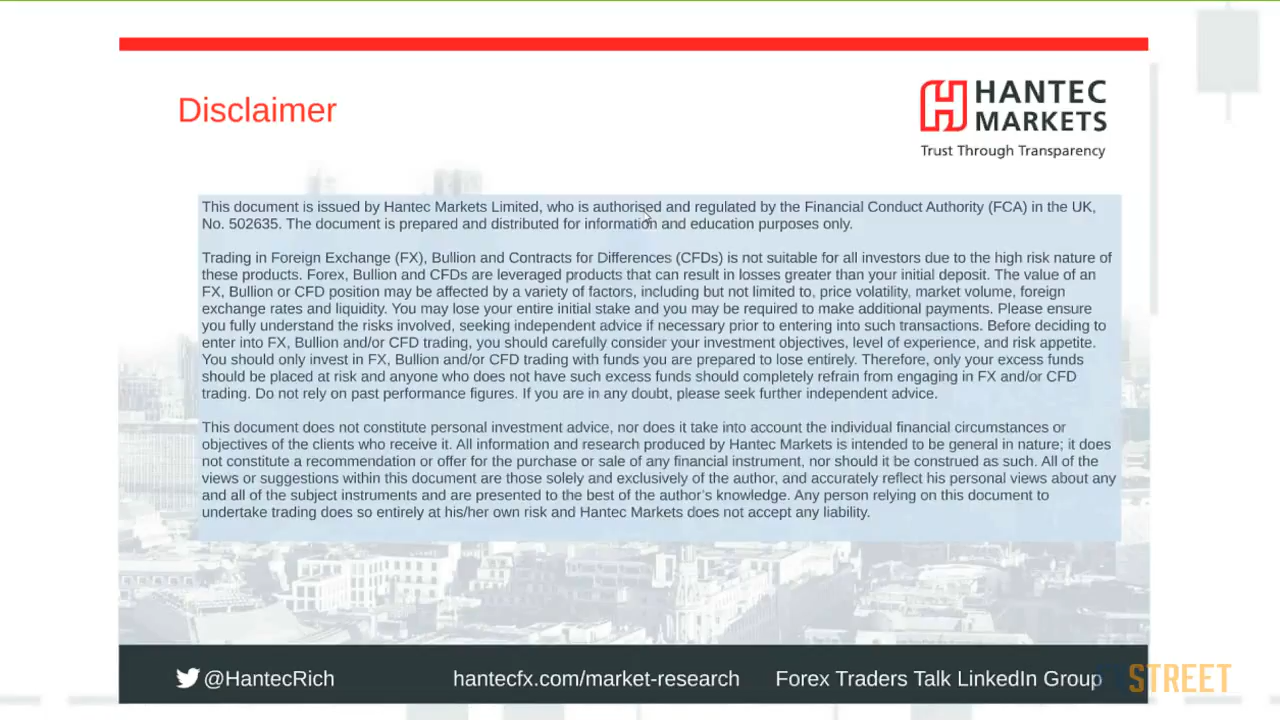 Disclaimer
HANTEC
MARKETS
Trust Through Transparency
This document is issued by Hantec Markets Limited, who is authorised and regulated by the Financial Conduct Authority (FCA) in the UK,
No. 502635. The document is prepared and distributed for information and education purposes only.
Trading in Foreign Exchange (FX), Bullion and Contracts for Differences (CFDs) is not suitable for all investors due to the high risk nature of
these products. Forex, Bullion and CFDs are leveraged products that can result in losses greater than your initial deposit. The value of an
FX, Bullion or CFD position may be affected by a variety of factors, including but not limited to, price volatility, market volume, foreign
exchange rates and liquidity. You may lose your entire initial stake and you may be required to make additional payments. Please ensure
you fully understand the risks involved, seeking independent advice if necessary prior to entering into such transactions. Before deciding to
enter into FX, Bullion and/or CFD trading, you should carefully consider your investment objectives, level of experience, and risk appetite.
You should only invest in FX, Bullion and/or CFD trading with funds you are prepared to lose entirely. Therefore, only your excess funds
should be placed at risk and anyone who does not have such excess funds should completely refrain from engaging in FX and/or CFD
trading. Do not rely on past performance figures. If you are in any doubt, please seek further independent advice.
This document does not constitute personal investment advice, nor does it take into account the individual financial circumstances or
objectives of the clients who receive it. All information and research produced by Hantec Markets is intended to be general in nature; it does
not constitute a recommendation or offer for the purchase or sale of any financial instrument, nor should it be construed as such. All of the
views or suggestions within this document are those solely and exclusively of the author, and accurately reflect his personal views about any
and all of the subject instruments and are presented to the best of the author's knowledge. Any person relying on this document to
undertake trading does so entirely at his/her own risk and Hantec Markets does not accept any liability.
@HantecRich hantecfx.com/market-research Forex Traders Talk LinkedIn Group
STREET